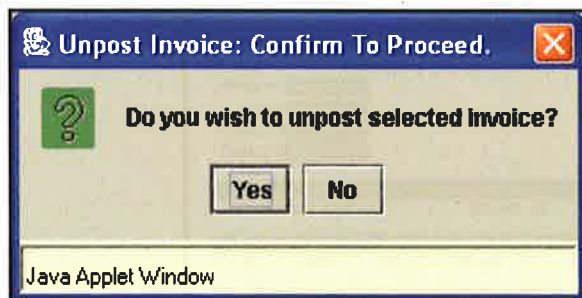 Unpost Invoice: Confirm To Proceed.
Do you wish to unpost selected invoice?
Yes No
Java Applet Window